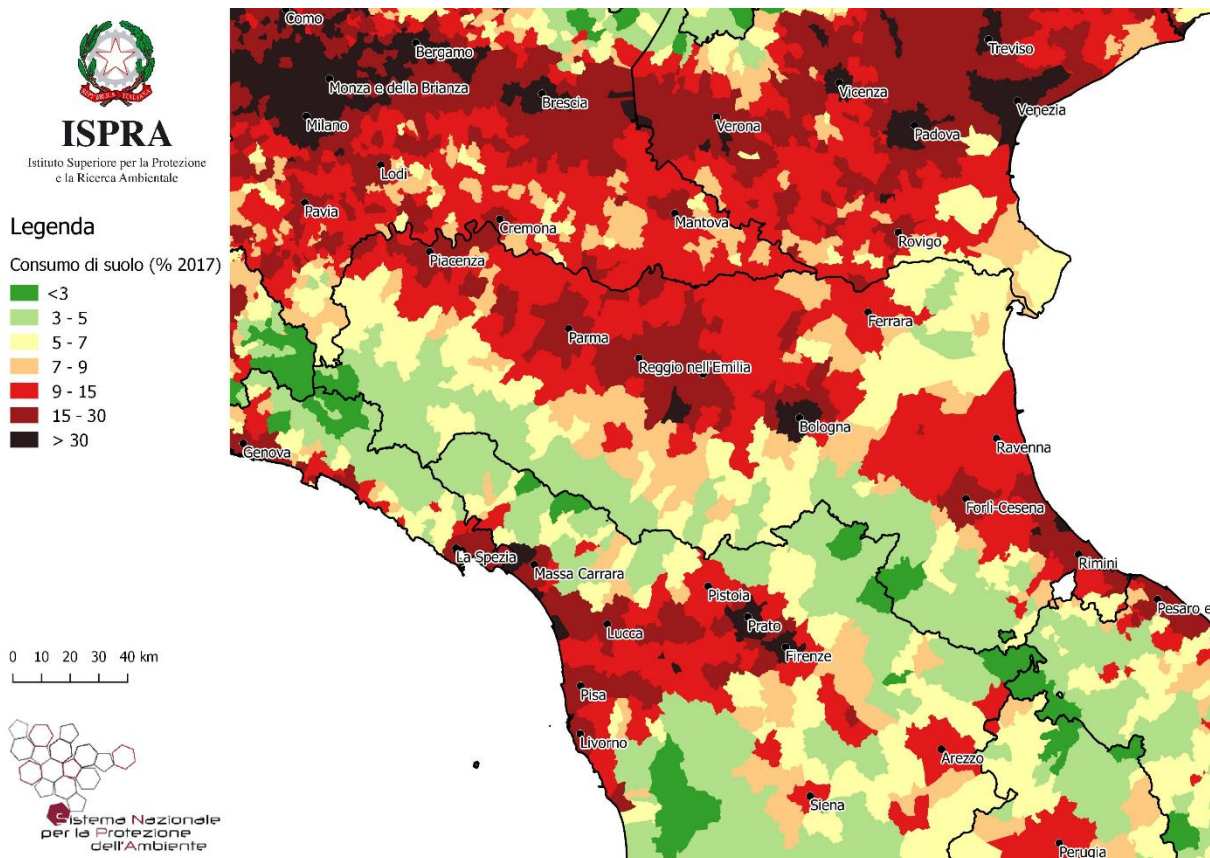 ISPRA
Istituto Superiore per la Protezione
e la Ricerca Ambientale
Legenda
Consumo di suolo (% 2017)
<3
3 - 5
5 - 7
7 - 9
9 - 15
15 - 30
> 30
0 10 20 30 40 km
Sistema Nazionale
per la Protezione
dell'Ambiente
Como
Bergamo
Treviso
Monza e della Brianza
Brescia
Vicenza
Venezia
Milano
Verona
Padova
Lodi
Pavia
Cremona
Mantova
Rovigo
Piacenza
Parma
Ferrara
Reggio nell'Emilia
Bologna
Genova
Ravenna
Forlì-Cesena
La Spezia
Massa Carrara
Rimini
Pistoia
Pesaro e
Lucca
Prato
Firenze
Pisa
Livorno
Arezzo
Siena
Perugia